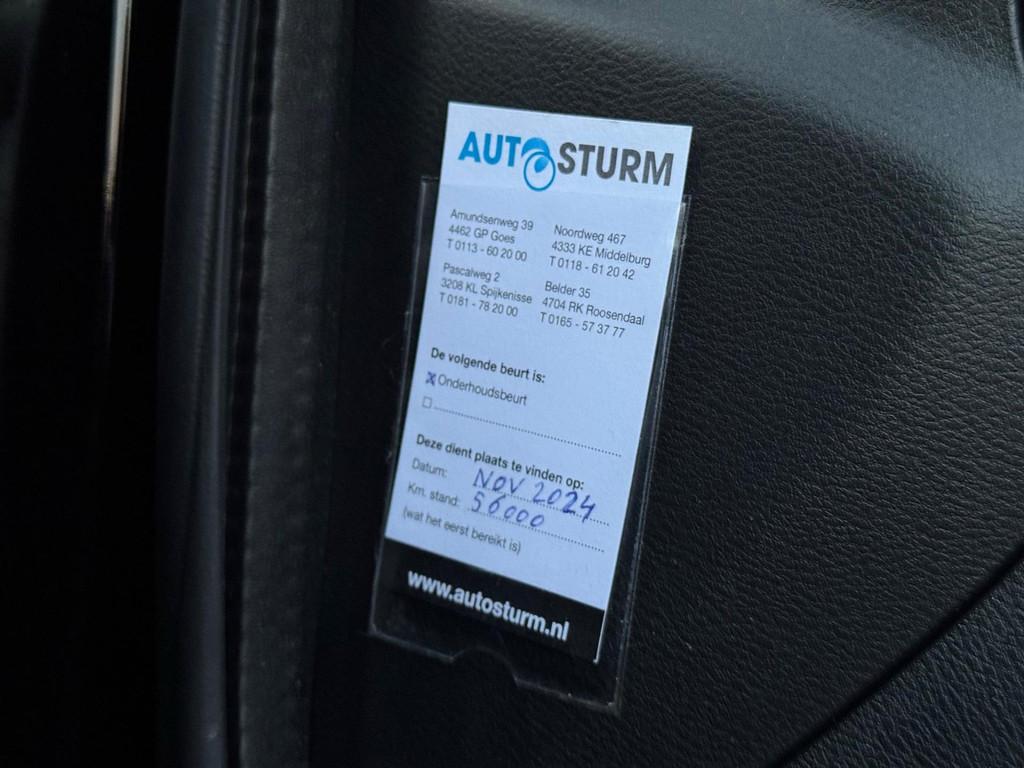 AUTO STURM
Amundsenweg 39
4462 GP Goes
T 0113 - 60 20 00
Noordweg 467
4333 KE Middelburg
T 0118 - 61 20 42
Pascalweg 2
3208 KL Spijkenisse
T 0181 - 78 20 00
Belder 35
4704 RK Roosendaal
T 0165 - 57 37 77
De volgende beurt is:
x Onderhoudsbeurt
Deze dient plaats te vinden op:
Datum: NOV 2024
Km. stand: 56000
(wat het eerst bereikt is)
www.autosturm.nl